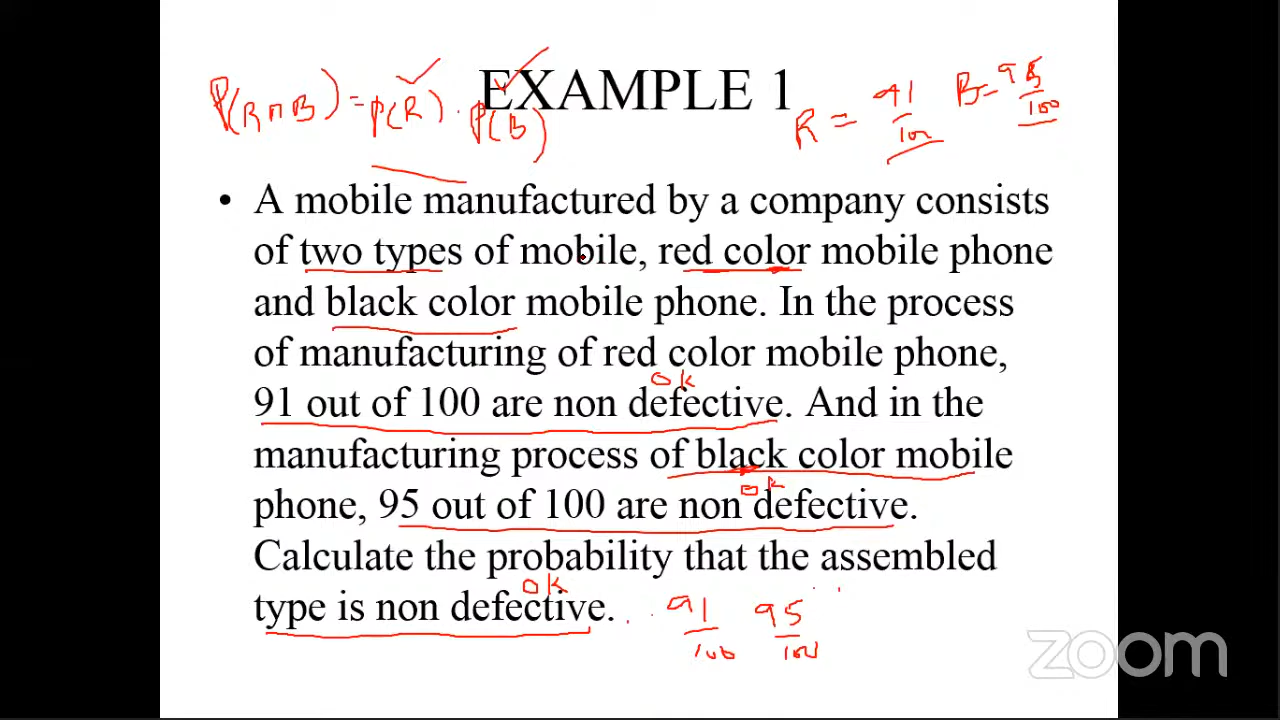 P(R∩B) = P(R) · P(B)
EXAMPLE 1
R = 91/100 B = 95/100
• A mobile manufactured by a company consists
of two types of mobile, red color mobile phone
and black color mobile phone. In the process
of manufacturing of red color mobile phone,
ok
91 out of 100 are non defective. And in the
manufacturing process of black color mobile
ok
phone, 95 out of 100 are non defective.
Calculate the probability that the assembled
ok
type is non defective.
91/100 95/100
zoom